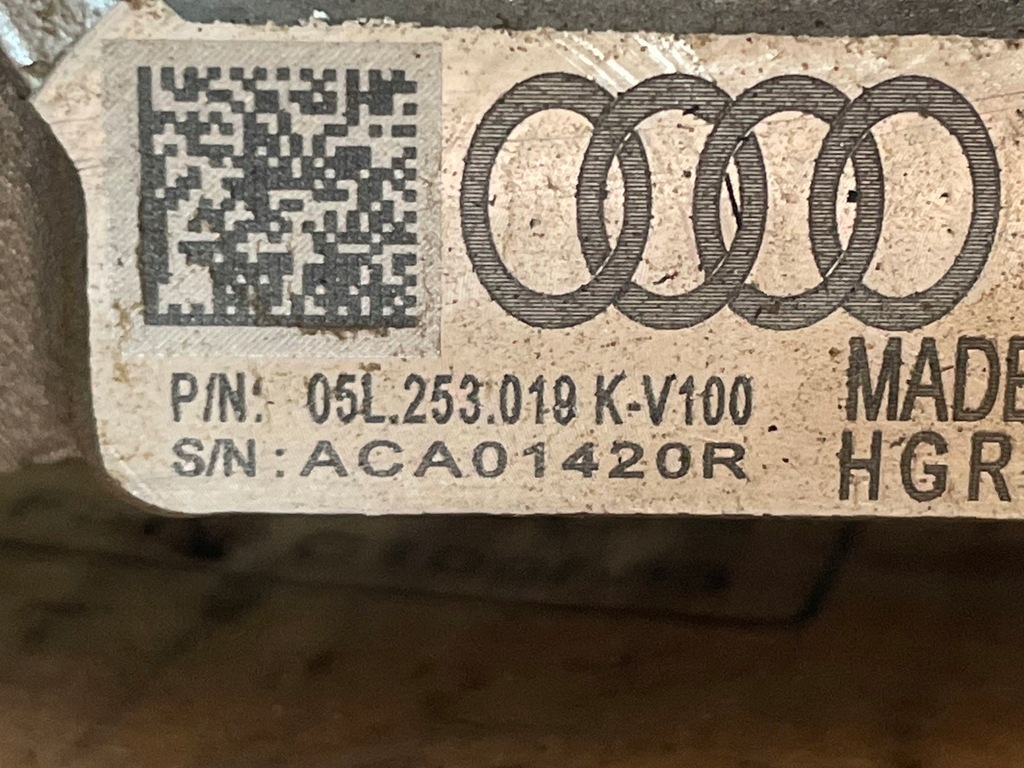 P/N: 05L.253.019 K-V100
S/N: ACA01420R
MADE
HGR